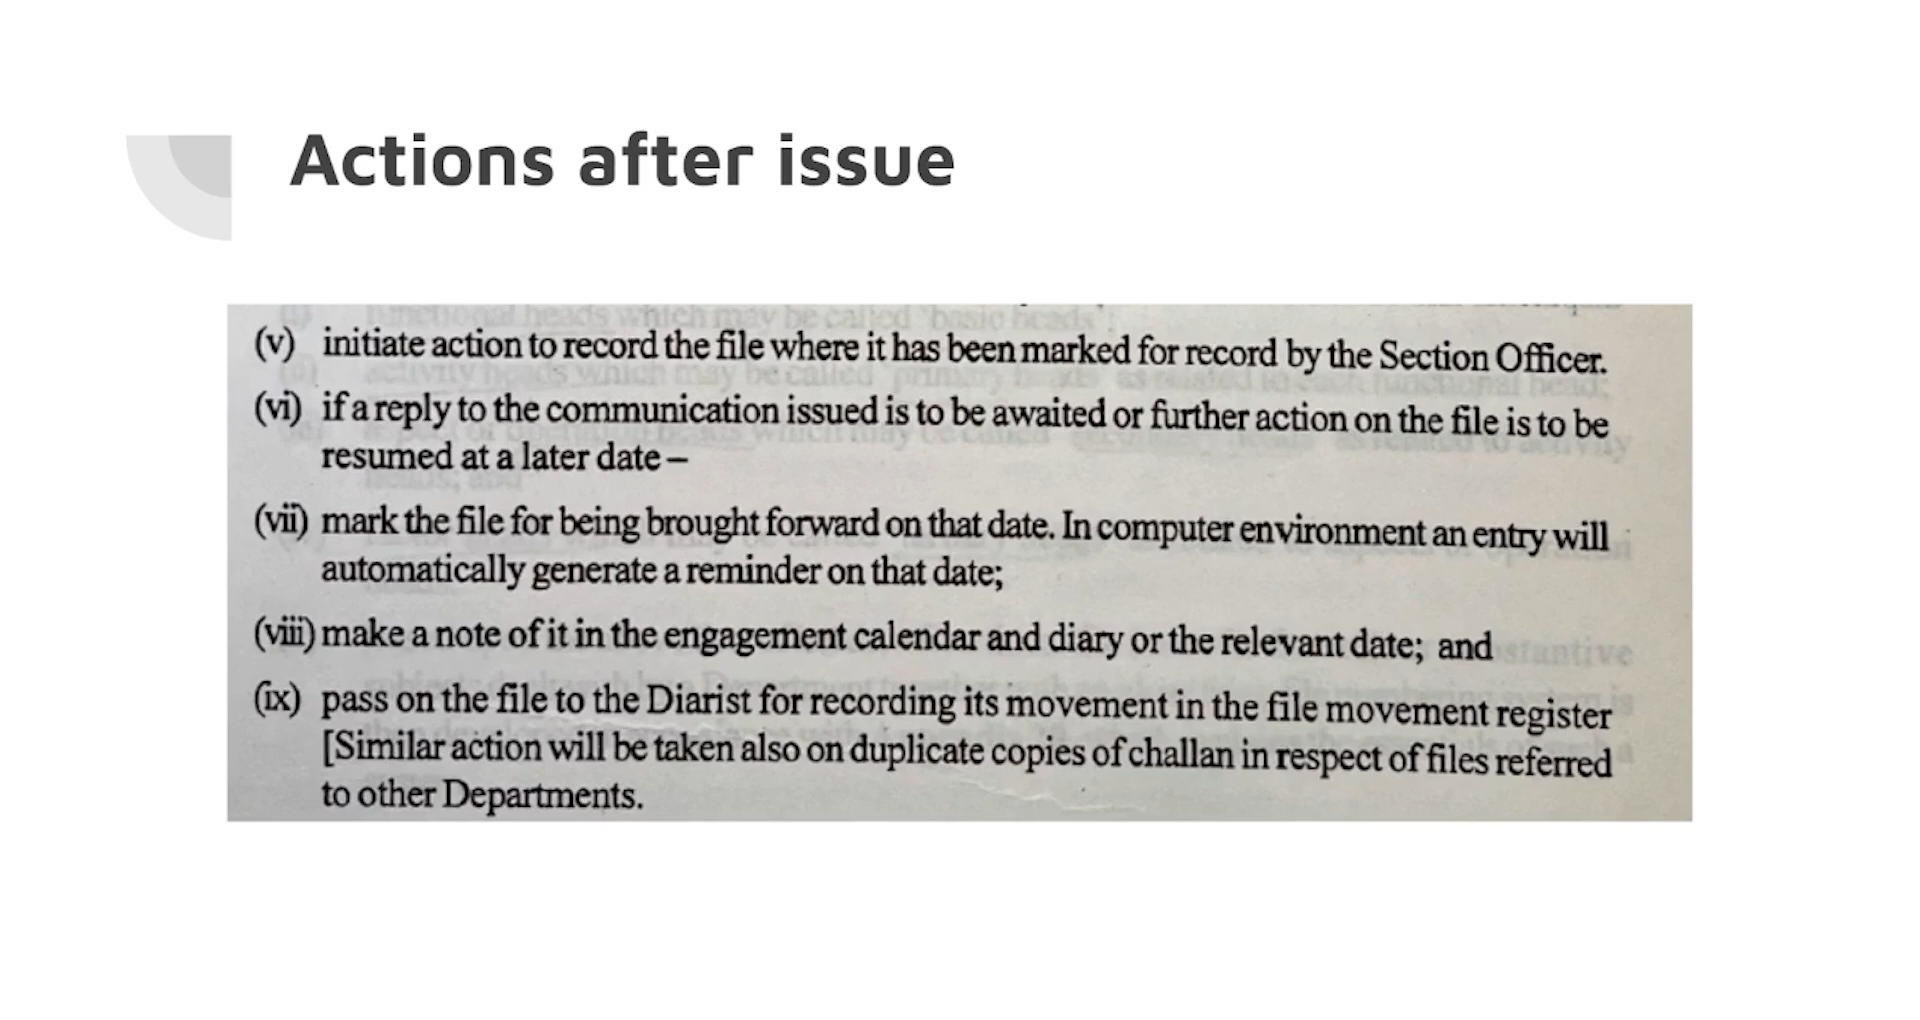 Actions after issue
(v) initiate action to record the file where it has been marked for record by the Section Officer.
(vi) if a reply to the communication issued is to be awaited or further action on the file is to be
resumed at a later date –
(vii) mark the file for being brought forward on that date. In computer environment an entry will
automatically generate a reminder on that date;
(viii) make a note of it in the engagement calendar and diary or the relevant date; and
(ix) pass on the file to the Diarist for recording its movement in the file movement register
[Similar action will be taken also on duplicate copies of challan in respect of files referred
to other Departments.